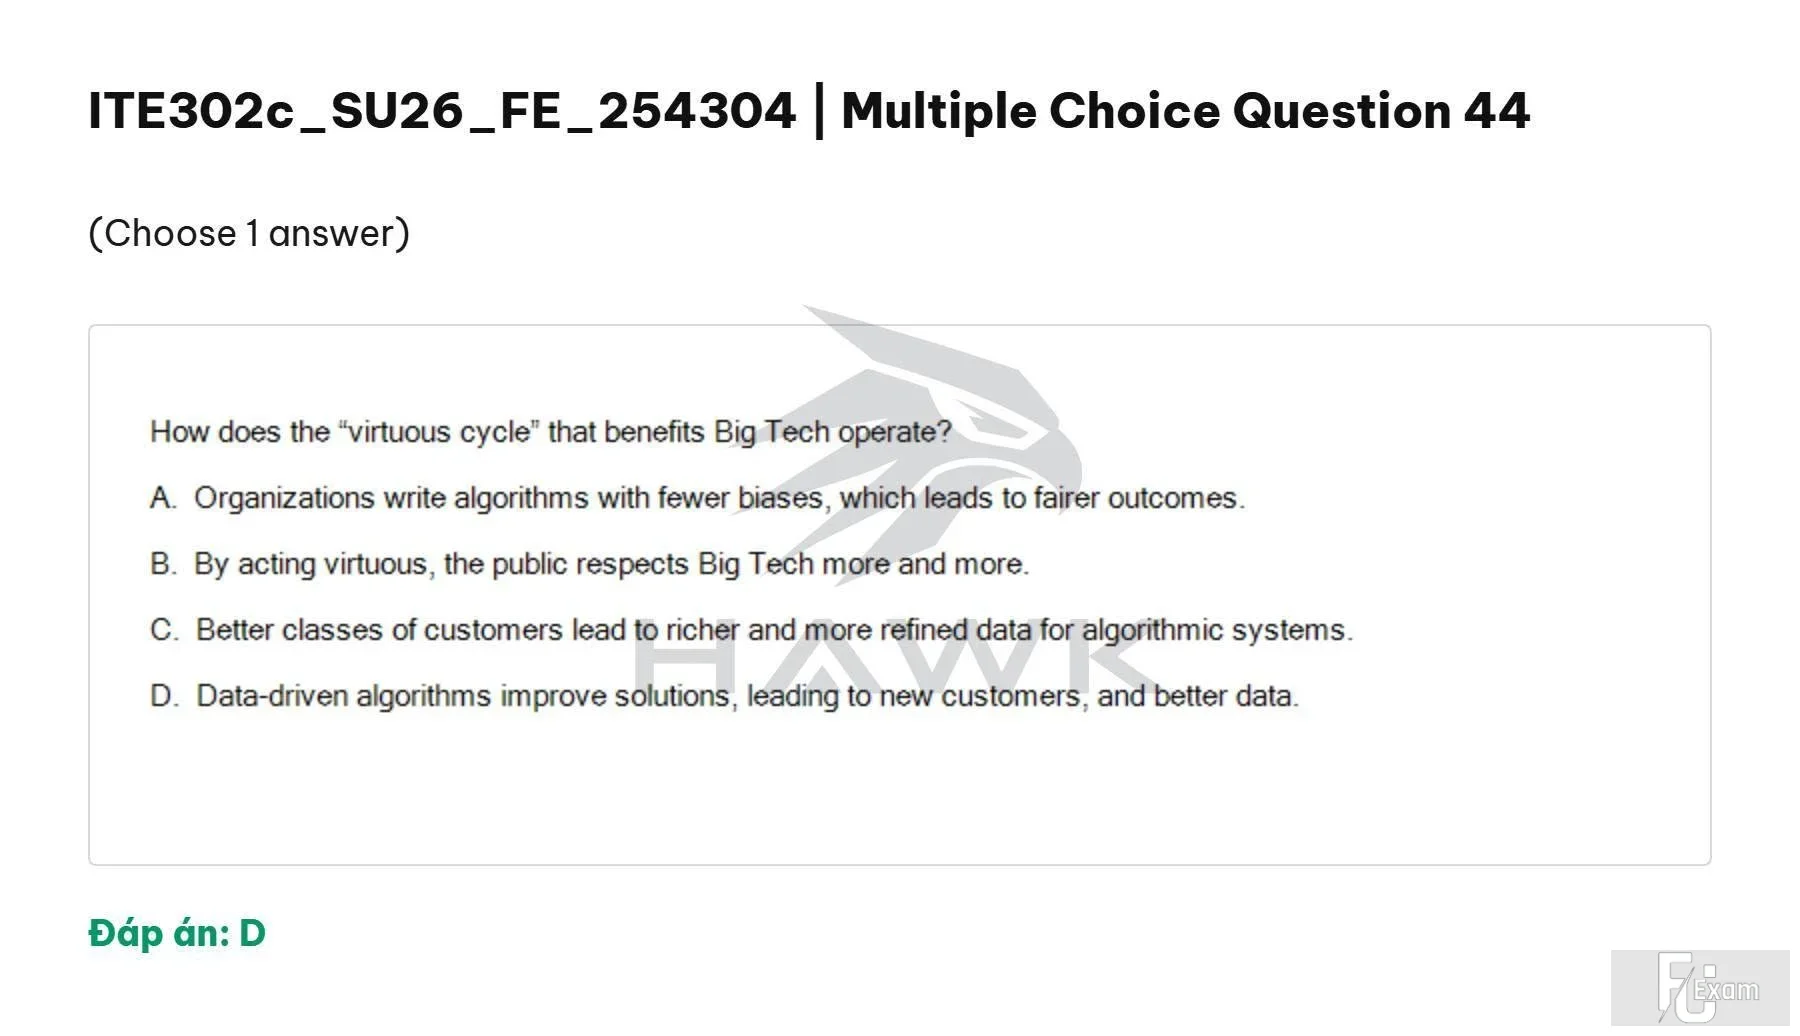 ITE302c_SU26_FE_254304 | Multiple Choice Question 44
(Choose 1 answer)
How does the “virtuous cycle” that benefits Big Tech operate?
A. Organizations write algorithms with fewer biases, which leads to fairer outcomes.
B. By acting virtuous, the public respects Big Tech more and more.
C. Better classes of customers lead to richer and more refined data for algorithmic systems.
D. Data-driven algorithms improve solutions, leading to new customers, and better data.
HAWK
Đáp án: D
FU Exam